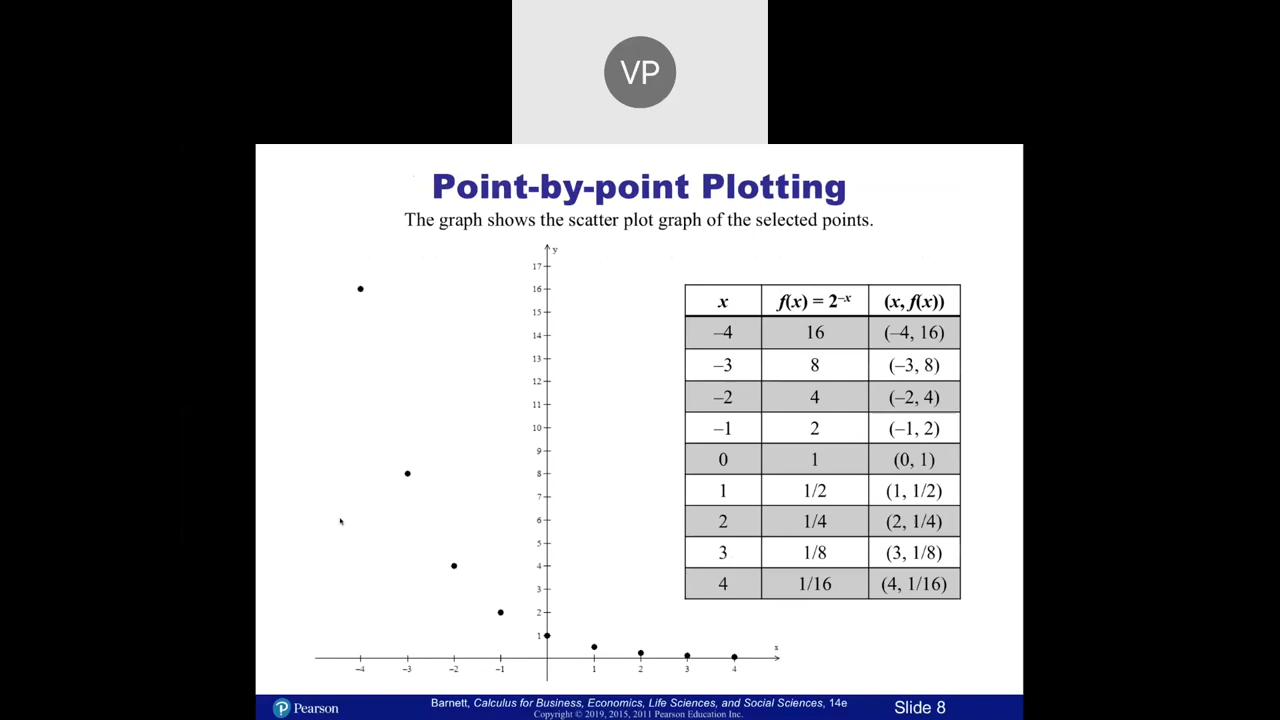 VP
Point-by-point Plotting
The graph shows the scatter plot graph of the selected points.
y
17
16
15
14
13
12
11
10
9
8
7
6
5
4
3
2
1
x
–4 –3 –2 –1 1 2 3 4
x f(x) = 2⁻ˣ (x, f(x))
–4 16 (–4, 16)
–3 8 (–3, 8)
–2 4 (–2, 4)
–1 2 (–1, 2)
0 1 (0, 1)
1 1/2 (1, 1/2)
2 1/4 (2, 1/4)
3 1/8 (3, 1/8)
4 1/16 (4, 1/16)
Pearson
Barnett, Calculus for Business, Economics, Life Sciences, and Social Sciences, 14e
Copyright © 2019, 2015, 2011 Pearson Education Inc.
Slide 8